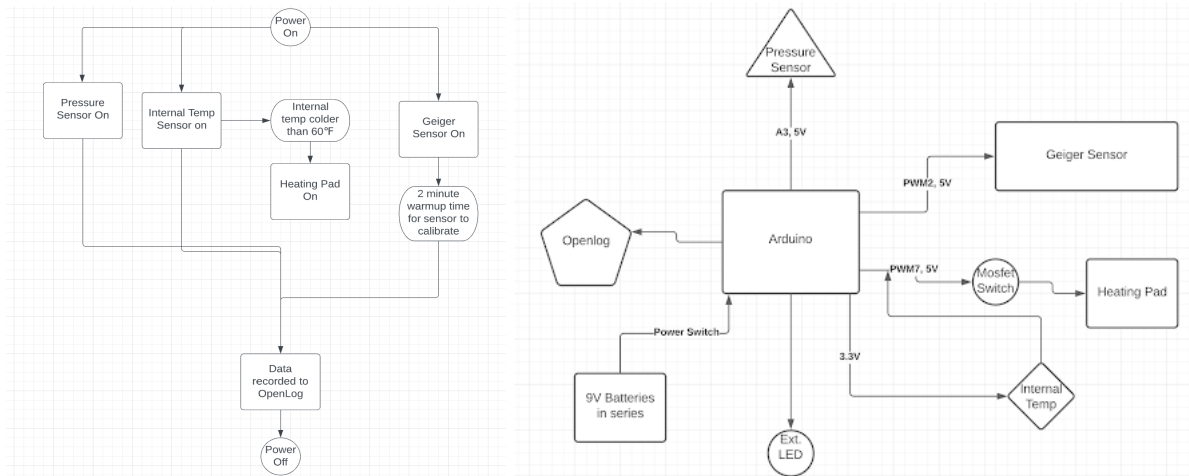 Power
On
Pressure
Sensor On
Internal Temp
Sensor on
Internal
temp colder
than 60°F
Heating Pad
On
Geiger
Sensor On
2 minute
warmup time
for sensor to
calibrate
Data
recorded to
OpenLog
Power
Off
Pressure
Sensor
A3, 5V
Geiger Sensor
PWM2, 5V
Openlog
Arduino
PWM7, 5V
Mosfet
Switch
Heating Pad
Power Switch
3.3V
9V Batteries
in series
Internal
Temp
Ext.
LED